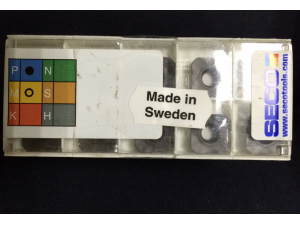 P N
M S
K H
Made in
Sweden
SECO
www.secotools.com